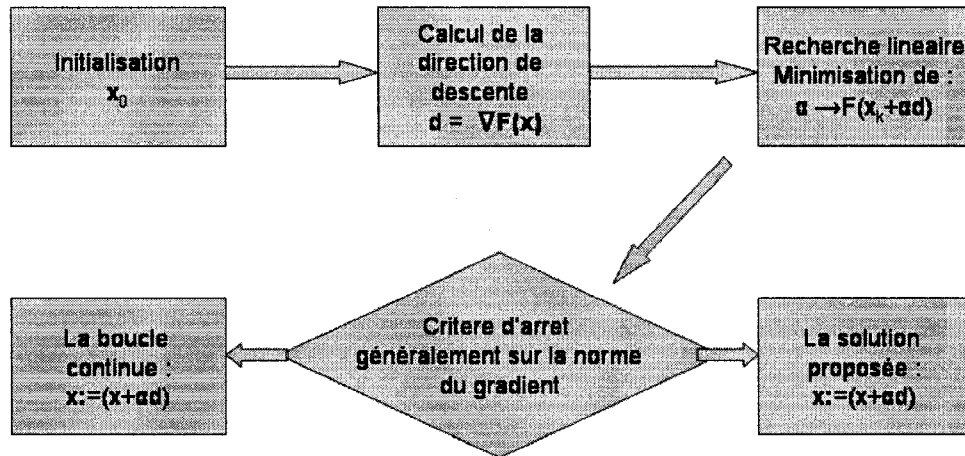 Initialisation
x₀
Calcul de la
direction de
descente
d = ∇F(x)
Recherche lineaire
Minimisation de :
α →F(xₖ+αd)
La boucle
continue :
x:=(x+αd)
Critere d'arret
généralement sur la norme
du gradient
La solution
proposée :
x:=(x+αd)